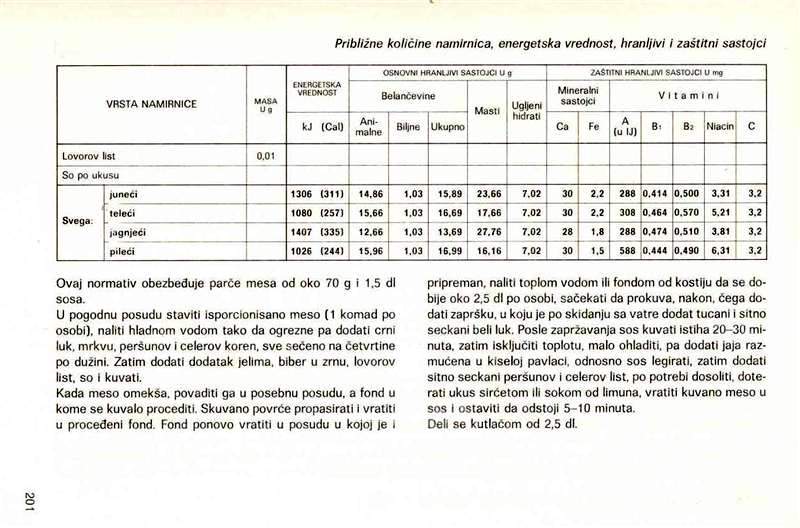 Približne količine namirnica, energetska vrednost, hranljivi i zaštitni sastojci
VRSTA NAMIRNICE MASA U g ENERGETSKA VREDNOST OSNOVNI HRANLJIVI SASTOJCI U g ZAŠTITNI HRANLJIVI SASTOJCI U mg
Belančevine Masti Ugljeni hidrati Mineralni sastojci Vitamini
kJ (Cal) Ani-malne Biljne Ukupno Ca Fe A (u IJ) B1 B2 Niacin C
Lovorov list 0,01
So po ukusu
Svega:
juneći 1306 (311) 14,86 1,03 15,89 23,66 7,02 30 2,2 288 0,414 0,500 3,31 3,2
teleći 1080 (257) 15,66 1,03 16,69 17,66 7,02 30 2,2 308 0,464 0,570 5,21 3,2
jagnjeći 1407 (335) 12,66 1,03 13,69 27,76 7,02 28 1,8 288 0,474 0,510 3,81 3,2
pileći 1026 (244) 15,96 1,03 16,99 16,16 7,02 30 1,5 588 0,444 0,490 6,31 3,2
Ovaj normativ obezbeđuje parče mesa od oko 70 g i 1,5 dl
sosa.
U pogodnu posudu staviti isporcionisano meso (1 komad po
osobi), naliti hladnom vodom tako da ogrezne pa dodati crni
luk, mrkvu, peršunov i celerov koren, sve sečeno na četvrtine
po dužini. Zatim dodati dodatak jelima, biber u zrnu, lovorov
list, so i kuvati.
Kada meso omekša, povaditi ga u posebnu posudu, a fond u
kome se kuvalo procediti. Skuvano povrće propasirati i vratiti
u proceđeni fond. Fond ponovo vratiti u posudu u kojoj je i
pripreman, naliti toplom vodom ili fondom od kostiju da se do-
bije oko 2,5 dl po osobi, sačekati da prokuva, nakon, čega do-
dati zapršku, u koju je po skidanju sa vatre dodat tucani i sitno
seckani beli luk. Posle zapržavanja sos kuvati istiha 20–30 mi-
nuta, zatim isključiti toplotu, malo ohladiti, pa dodati jaja raz-
mućena u kiseloj pavlaci, odnosno sos legirati, zatim dodati
sitno seckani peršunov i celerov list, po potrebi dosoliti, dote-
rati ukus sirćetom ili sokom od limuna, vratiti kuvano meso u
sos i ostaviti da odstoji 5–10 minuta.
Deli se kutlačom od 2,5 dl.
201